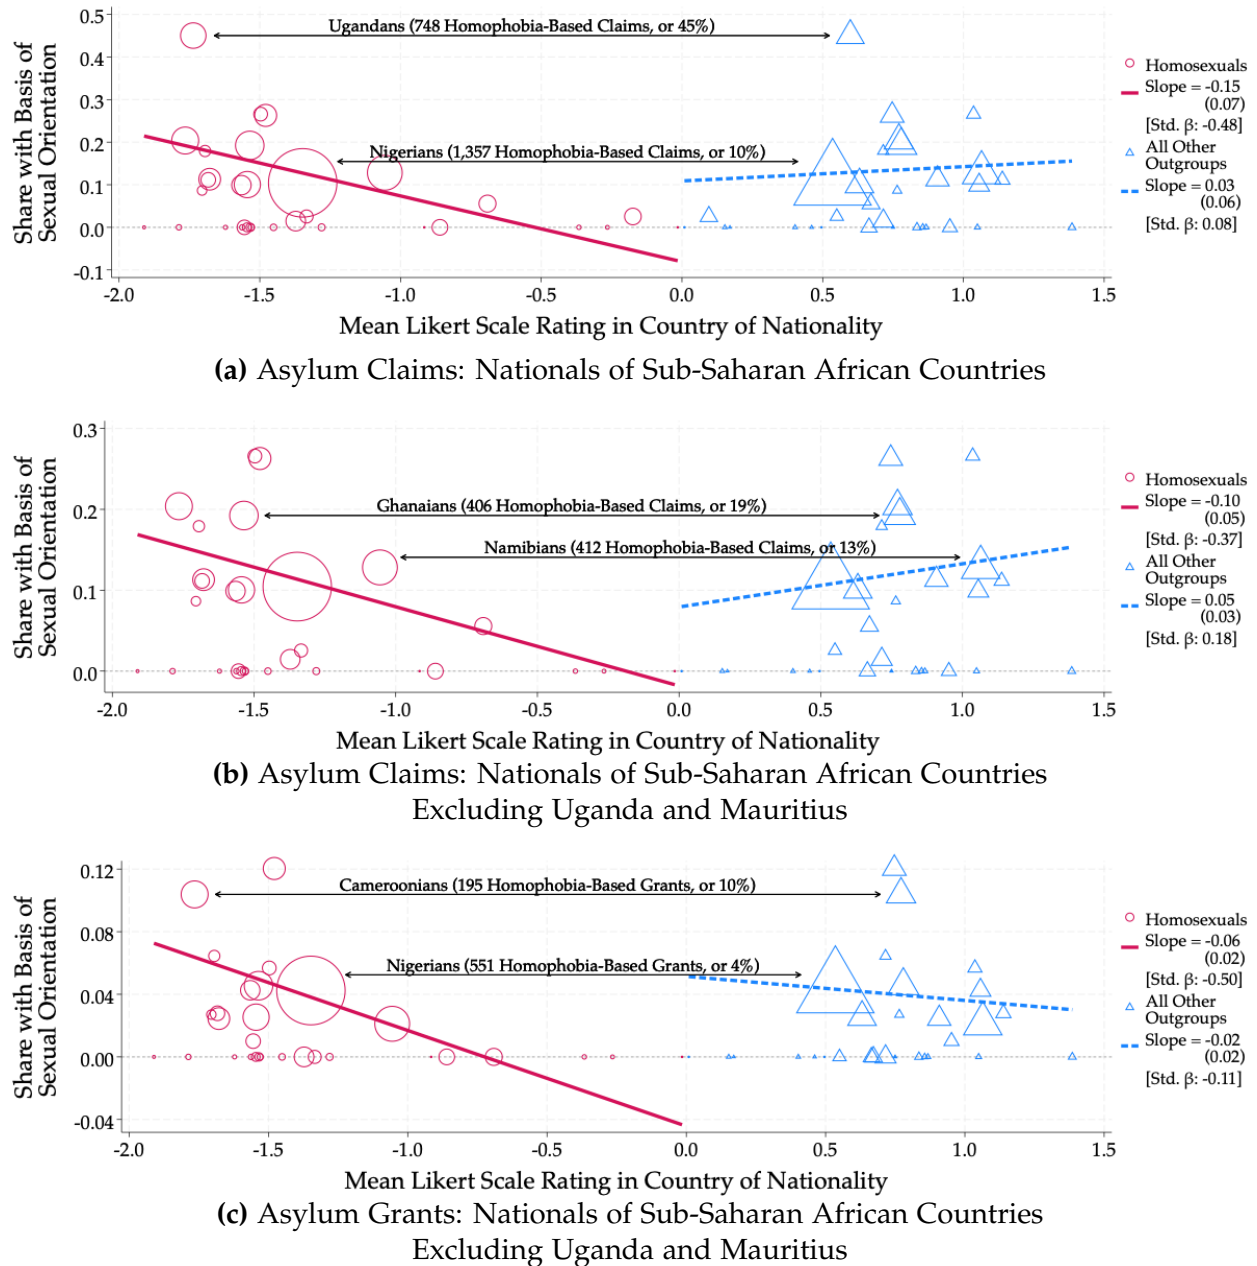 0.5
0.4
0.3
0.2
0.1
0.0
-0.1
Share with Basis of
Sexual Orientation
Ugandans (748 Homophobia-Based Claims, or 45%)
Nigerians (1,357 Homophobia-Based Claims, or 10%)
-2.0 -1.5 -1.0 -0.5 0.0 0.5 1.0 1.5
Mean Likert Scale Rating in Country of Nationality
Homosexuals
Slope = -0.15
(0.07)
[Std. β: -0.48]
All Other
Outgroups
Slope = 0.03
(0.06)
[Std. β: 0.08]
(a) Asylum Claims: Nationals of Sub-Saharan African Countries
0.3
0.2
0.1
0.0
Share with Basis of
Sexual Orientation
Ghanaians (406 Homophobia-Based Claims, or 19%)
Namibians (412 Homophobia-Based Claims, or 13%)
-2.0 -1.5 -1.0 -0.5 0.0 0.5 1.0 1.5
Mean Likert Scale Rating in Country of Nationality
Homosexuals
Slope = -0.10
(0.05)
[Std. β: -0.37]
All Other
Outgroups
Slope = 0.05
(0.03)
[Std. β: 0.18]
(b) Asylum Claims: Nationals of Sub-Saharan African Countries
Excluding Uganda and Mauritius
0.12
0.08
0.04
0.00
-0.04
Share with Basis of
Sexual Orientation
Cameroonians (195 Homophobia-Based Grants, or 10%)
Nigerians (551 Homophobia-Based Grants, or 4%)
-2.0 -1.5 -1.0 -0.5 0.0 0.5 1.0 1.5
Mean Likert Scale Rating in Country of Nationality
Homosexuals
Slope = -0.06
(0.02)
[Std. β: -0.50]
All Other
Outgroups
Slope = -0.02
(0.02)
[Std. β: -0.11]
(c) Asylum Grants: Nationals of Sub-Saharan African Countries
Excluding Uganda and Mauritius